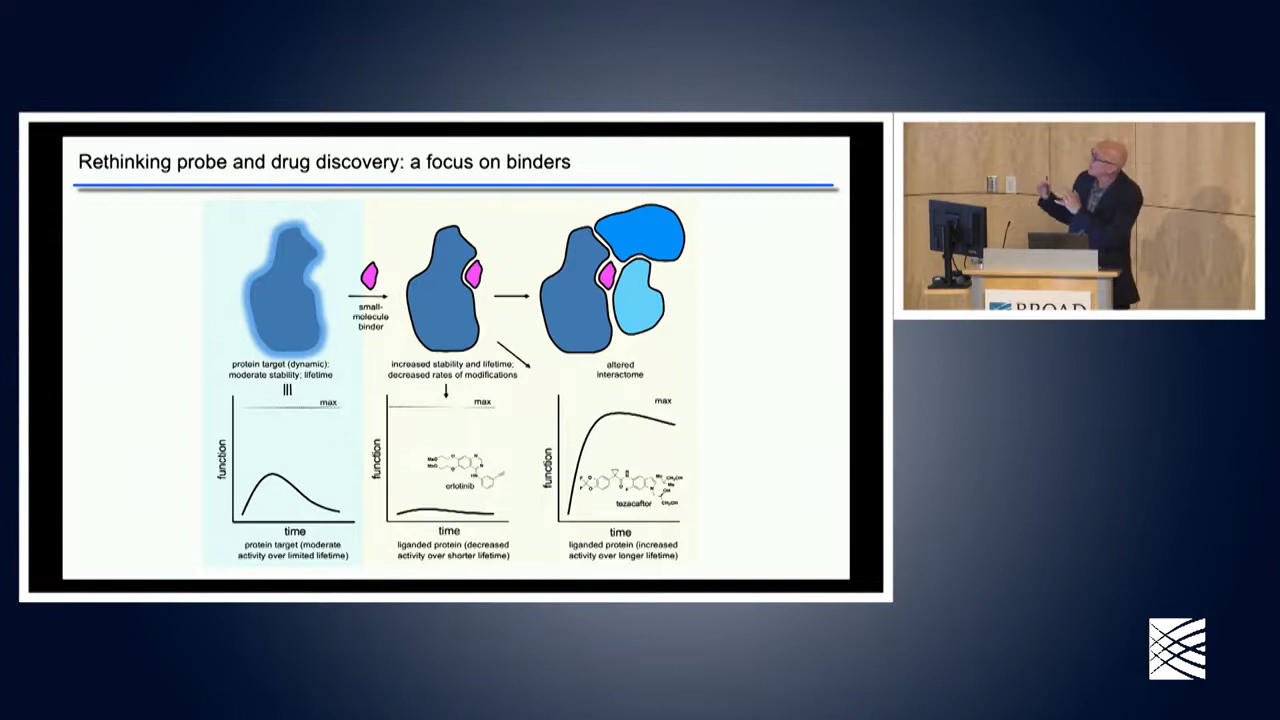 Rethinking probe and drug discovery: a focus on binders
small-
molecule
binder
protein target (dynamic):
moderate stability; lifetime
increased stability and lifetime;
decreased rates of modifications
altered
interactome
max
function
time
protein target (moderate
activity over limited lifetime)
max
function
erlotinib
time
liganded protein (decreased
activity over shorter lifetime)
max
function
tezacaftor
time
liganded protein (increased
activity over longer lifetime)
BROAD